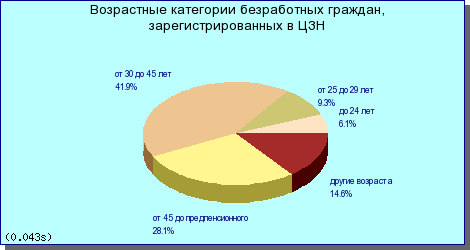 Возрастные категории безработных граждан,
зарегистрированных в ЦЗН
от 30 до 45 лет
41.9%
от 25 до 29 лет
9.3%
до 24 лет
6.1%
другие возраста
14.6%
от 45 до предпенсионного
28.1%
(0.043s)